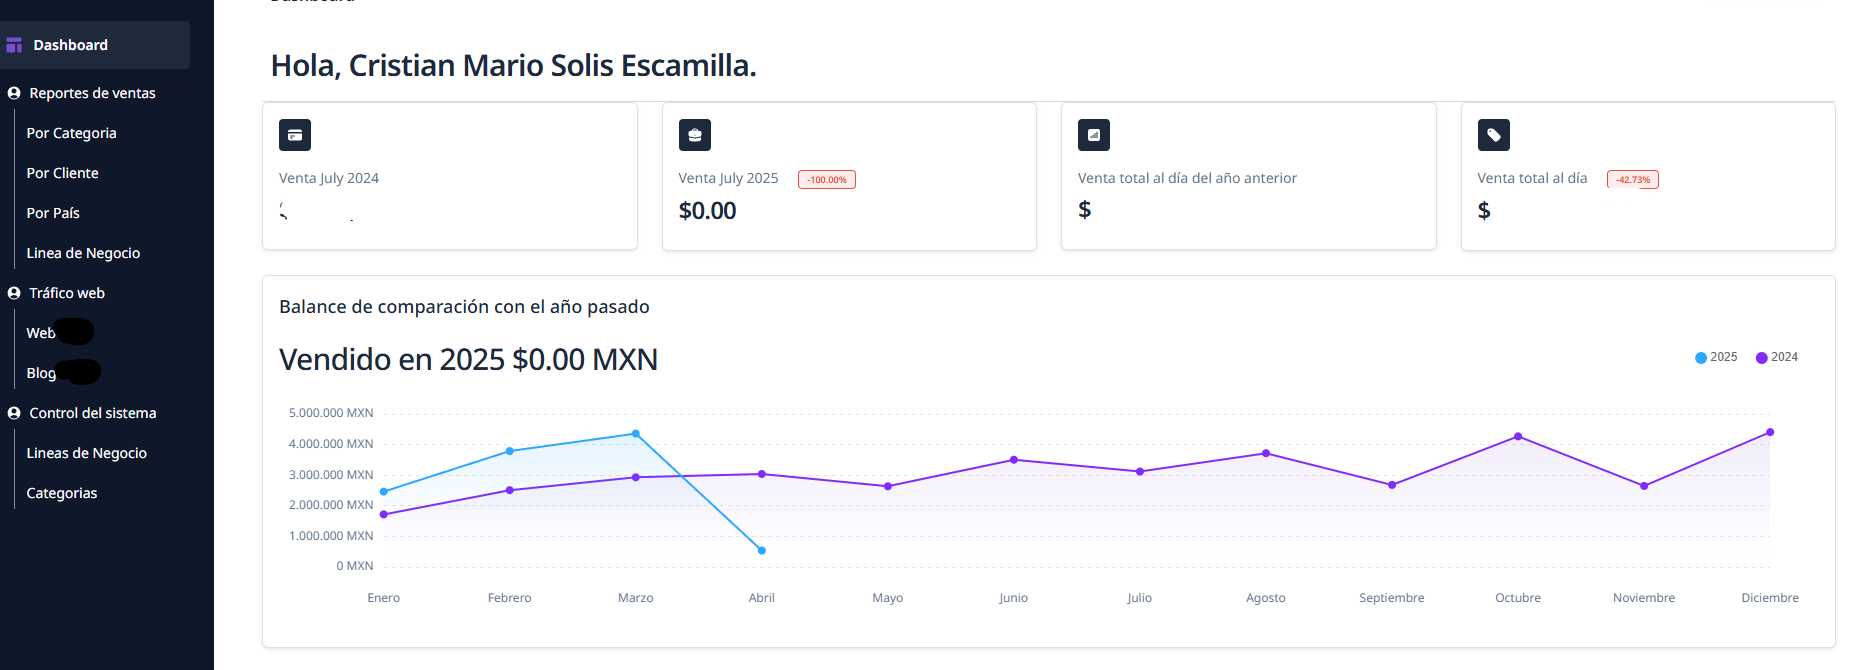 Dashboard
Dashboard
Reportes de ventas
Por Categoria
Por Cliente
Por País
Linea de Negocio
Tráfico web
Web
Blog
Control del sistema
Lineas de Negocio
Categorias
Hola, Cristian Mario Solis Escamilla.
Venta July 2024
Venta July 2025 -100.00%
$0.00
Venta total al día del año anterior
$
Venta total al día -42.73%
$
Balance de comparación con el año pasado
Vendido en 2025 $0.00 MXN
2025 2024
5.000.000 MXN
4.000.000 MXN
3.000.000 MXN
2.000.000 MXN
1.000.000 MXN
0 MXN
Enero Febrero Marzo Abril Mayo Junio Julio Agosto Septiembre Octubre Noviembre Diciembre